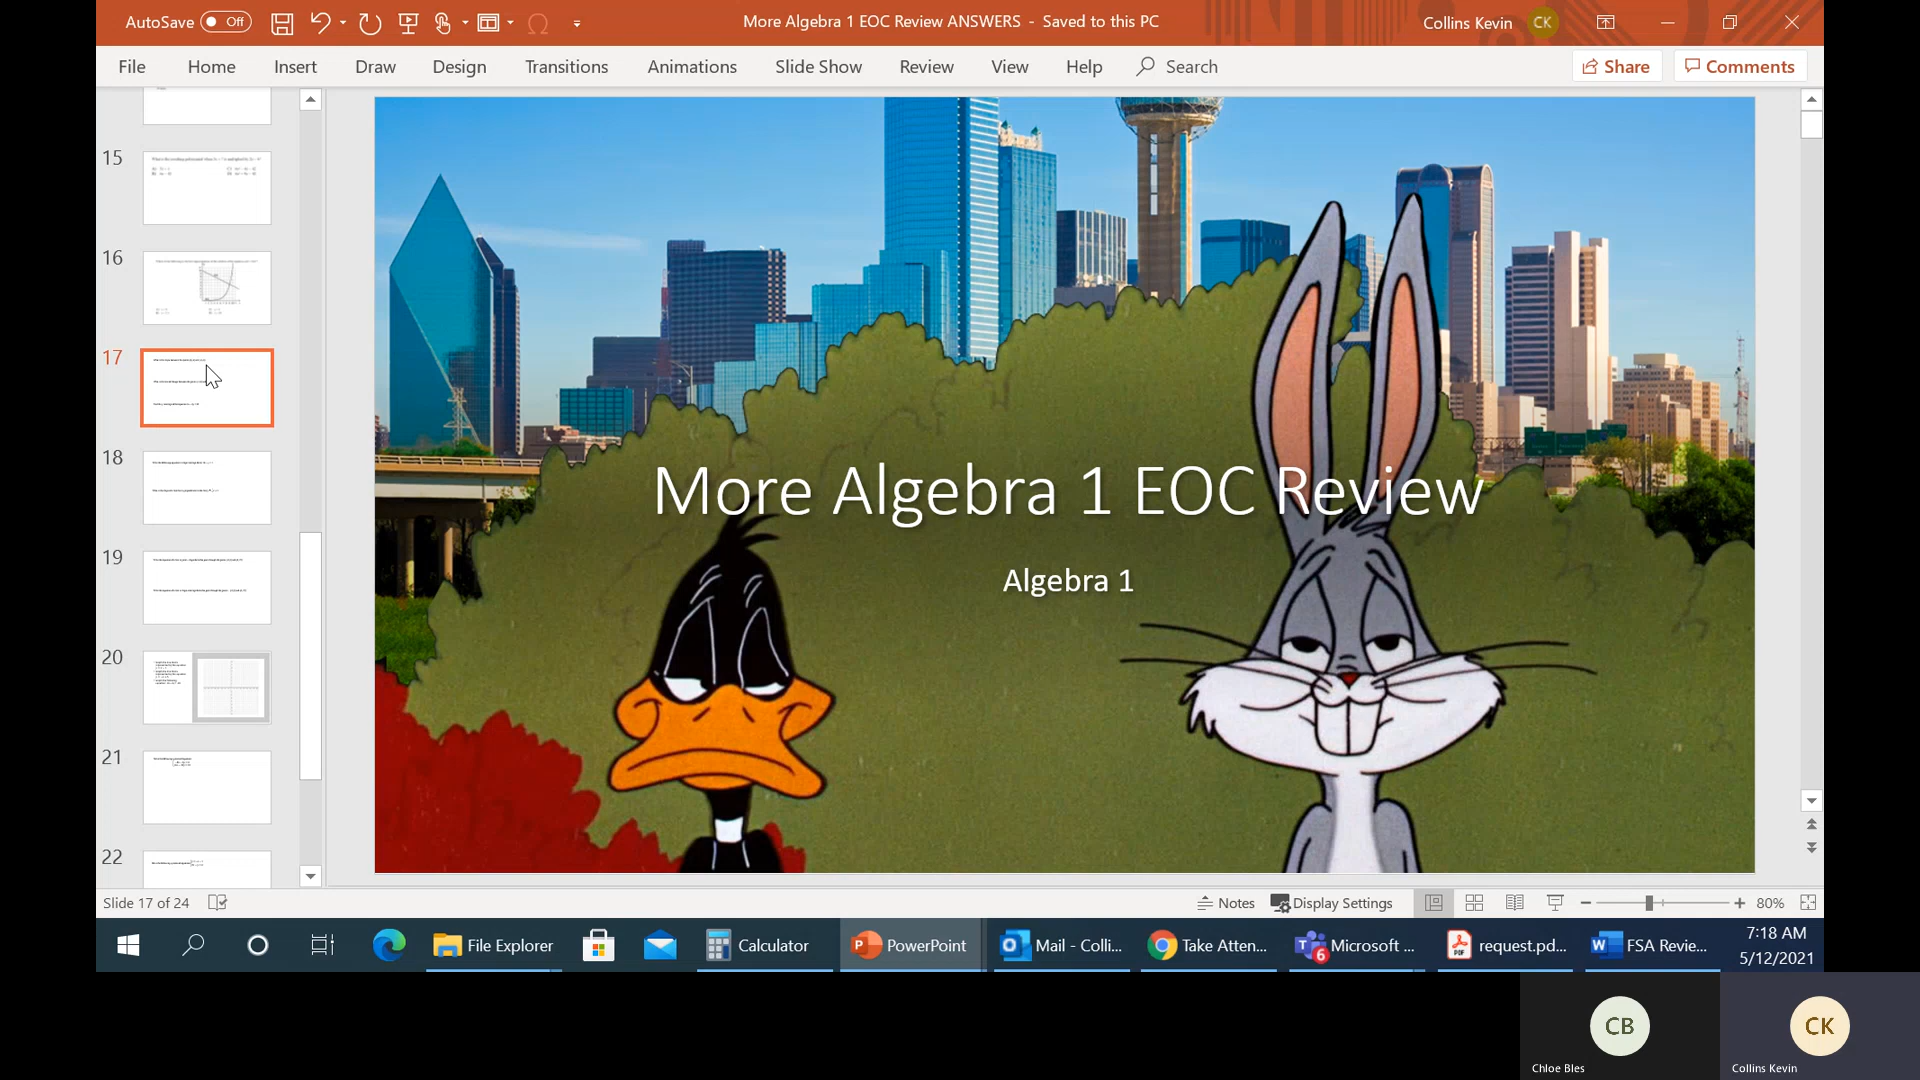 AutoSave Off
More Algebra 1 EOC Review ANSWERS - Saved to this PC
Collins Kevin CK
File Home Insert Draw Design Transitions Animations Slide Show Review View Help Search
Share Comments
15
16
17
18
19
20
21
22
More Algebra 1 EOC Review
Algebra 1
Slide 17 of 24
Notes Display Settings 80%
File Explorer Calculator PowerPoint Mail - Colli... Take Atten... Microsoft ... request.pd... FSA Revie...
6
7:18 AM
5/12/2021
CB
CK
Chloe Bles
Collins Kevin